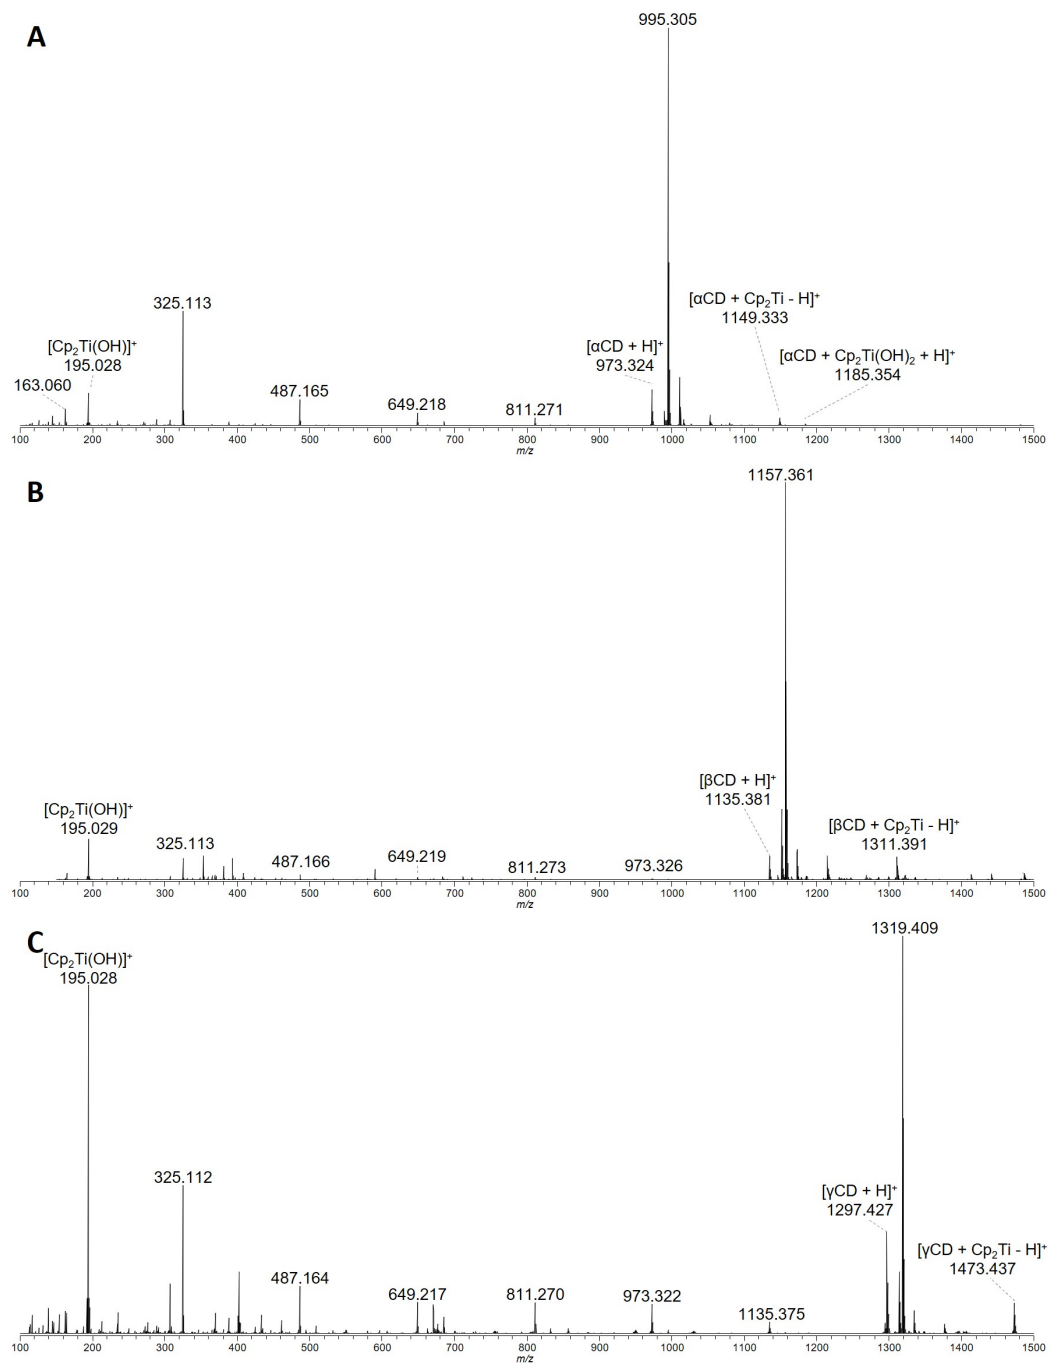 A
995.305
[αCD + Cp₂Ti - H]⁺
1149.333
325.113
[Cp₂Ti(OH)]⁺
195.028
[αCD + H]⁺
973.324
[αCD + Cp₂Ti(OH)₂ + H]⁺
1185.354
163.060
487.165
649.218
811.271
100 200 300 400 500 600 700 800 900 1000 1100 1200 1300 1400 1500
m/z
B
1157.361
[βCD + H]⁺
1135.381
[Cp₂Ti(OH)]⁺
195.029
[βCD + Cp₂Ti - H]⁺
1311.391
325.113
487.166
649.219
811.273
973.326
100 200 300 400 500 600 700 800 900 1000 1100 1200 1300 1400 1500
m/z
C
1319.409
[Cp₂Ti(OH)]⁺
195.028
325.112
[γCD + H]⁺
1297.427
[γCD + Cp₂Ti - H]⁺
1473.437
487.164
649.217
811.270
973.322
1135.375
100 200 300 400 500 600 700 800 900 1000 1100 1200 1300 1400 1500
m/z